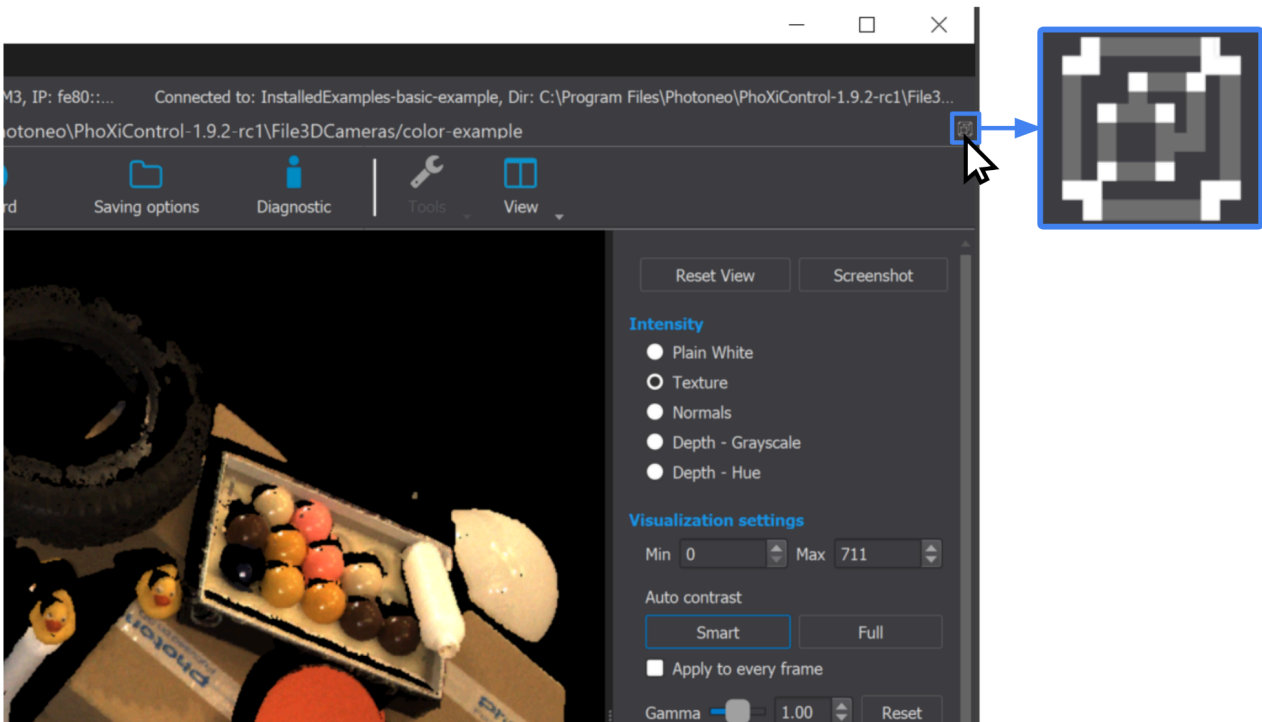 M3, IP: fe80::... Connected to: InstalledExamples-basic-example, Dir: C:\Program Files\Photoneo\PhoXiControl-1.9.2-rc1\File3...
otoneo\PhoXiControl-1.9.2-rc1\File3DCameras/color-example
rd Saving options Diagnostic Tools View
Reset View Screenshot
Intensity
Plain White
Texture
Normals
Depth - Grayscale
Depth - Hue
Visualization settings
Min 0 Max 711
Auto contrast
Smart Full
Apply to every frame
Gamma 1.00 Reset
photon